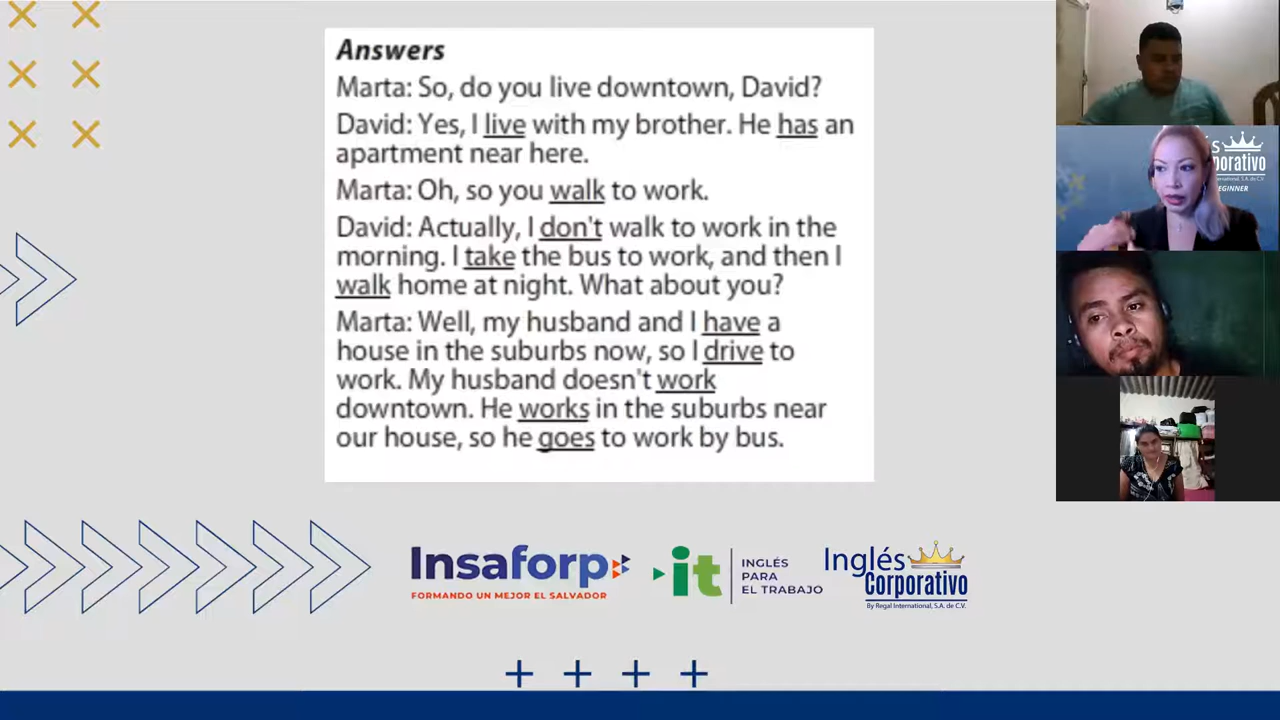 Answers
Marta: So, do you live downtown, David?
David: Yes, I live with my brother. He has an
apartment near here.
Marta: Oh, so you walk to work.
David: Actually, I don't walk to work in the
morning. I take the bus to work, and then I
walk home at night. What about you?
Marta: Well, my husband and I have a
house in the suburbs now, so I drive to
work. My husband doesn't work
downtown. He works in the suburbs near
our house, so he goes to work by bus.
Insaforp
FORMANDO UN MEJOR EL SALVADOR
it
INGLÉS
PARA
EL TRABAJO
Inglés
Corporativo
By Regal International, S.A. de C.V.